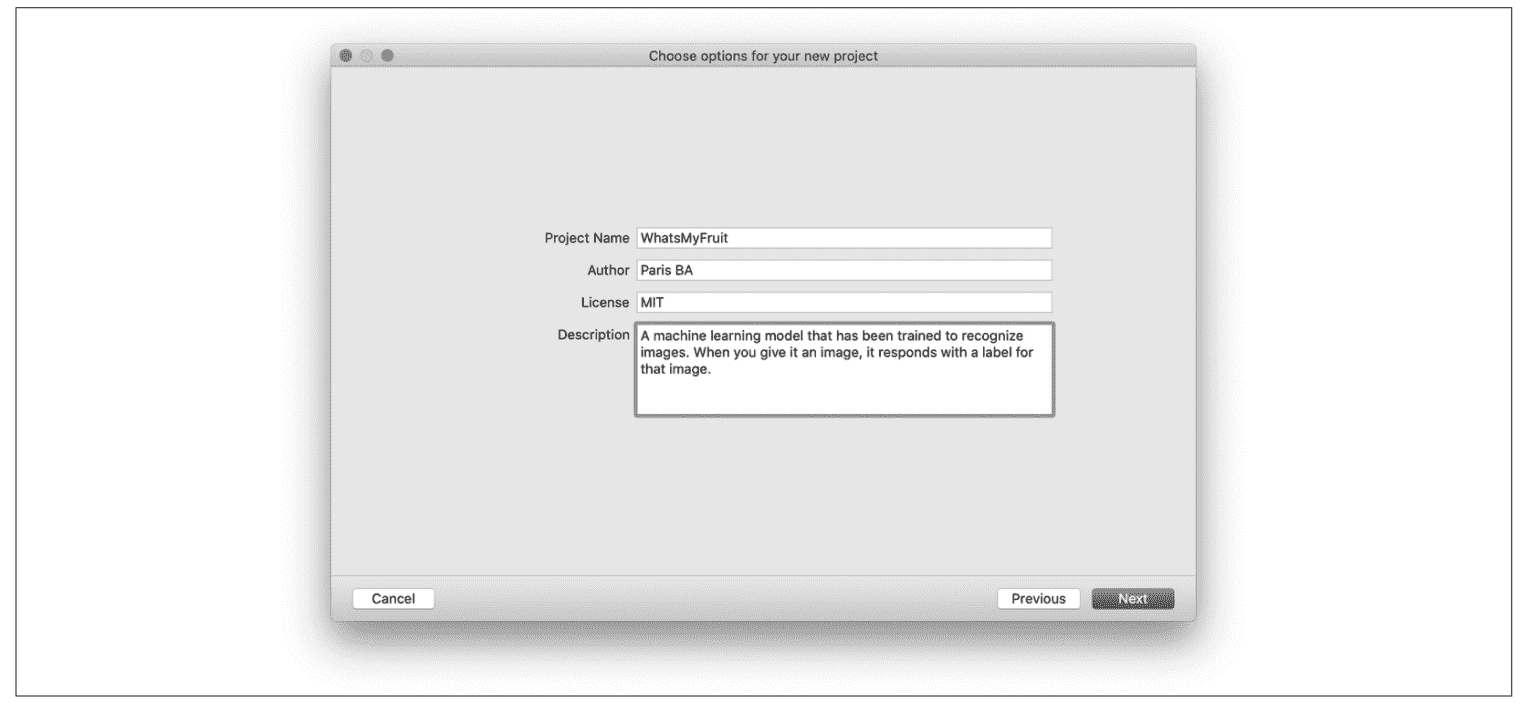 Choose options for your new project
Project Name WhatsMyFruit
Author Paris BA
License MIT
Description A machine learning model that has been trained to recognize
images. When you give it an image, it responds with a label for
that image.
Cancel Previous Next